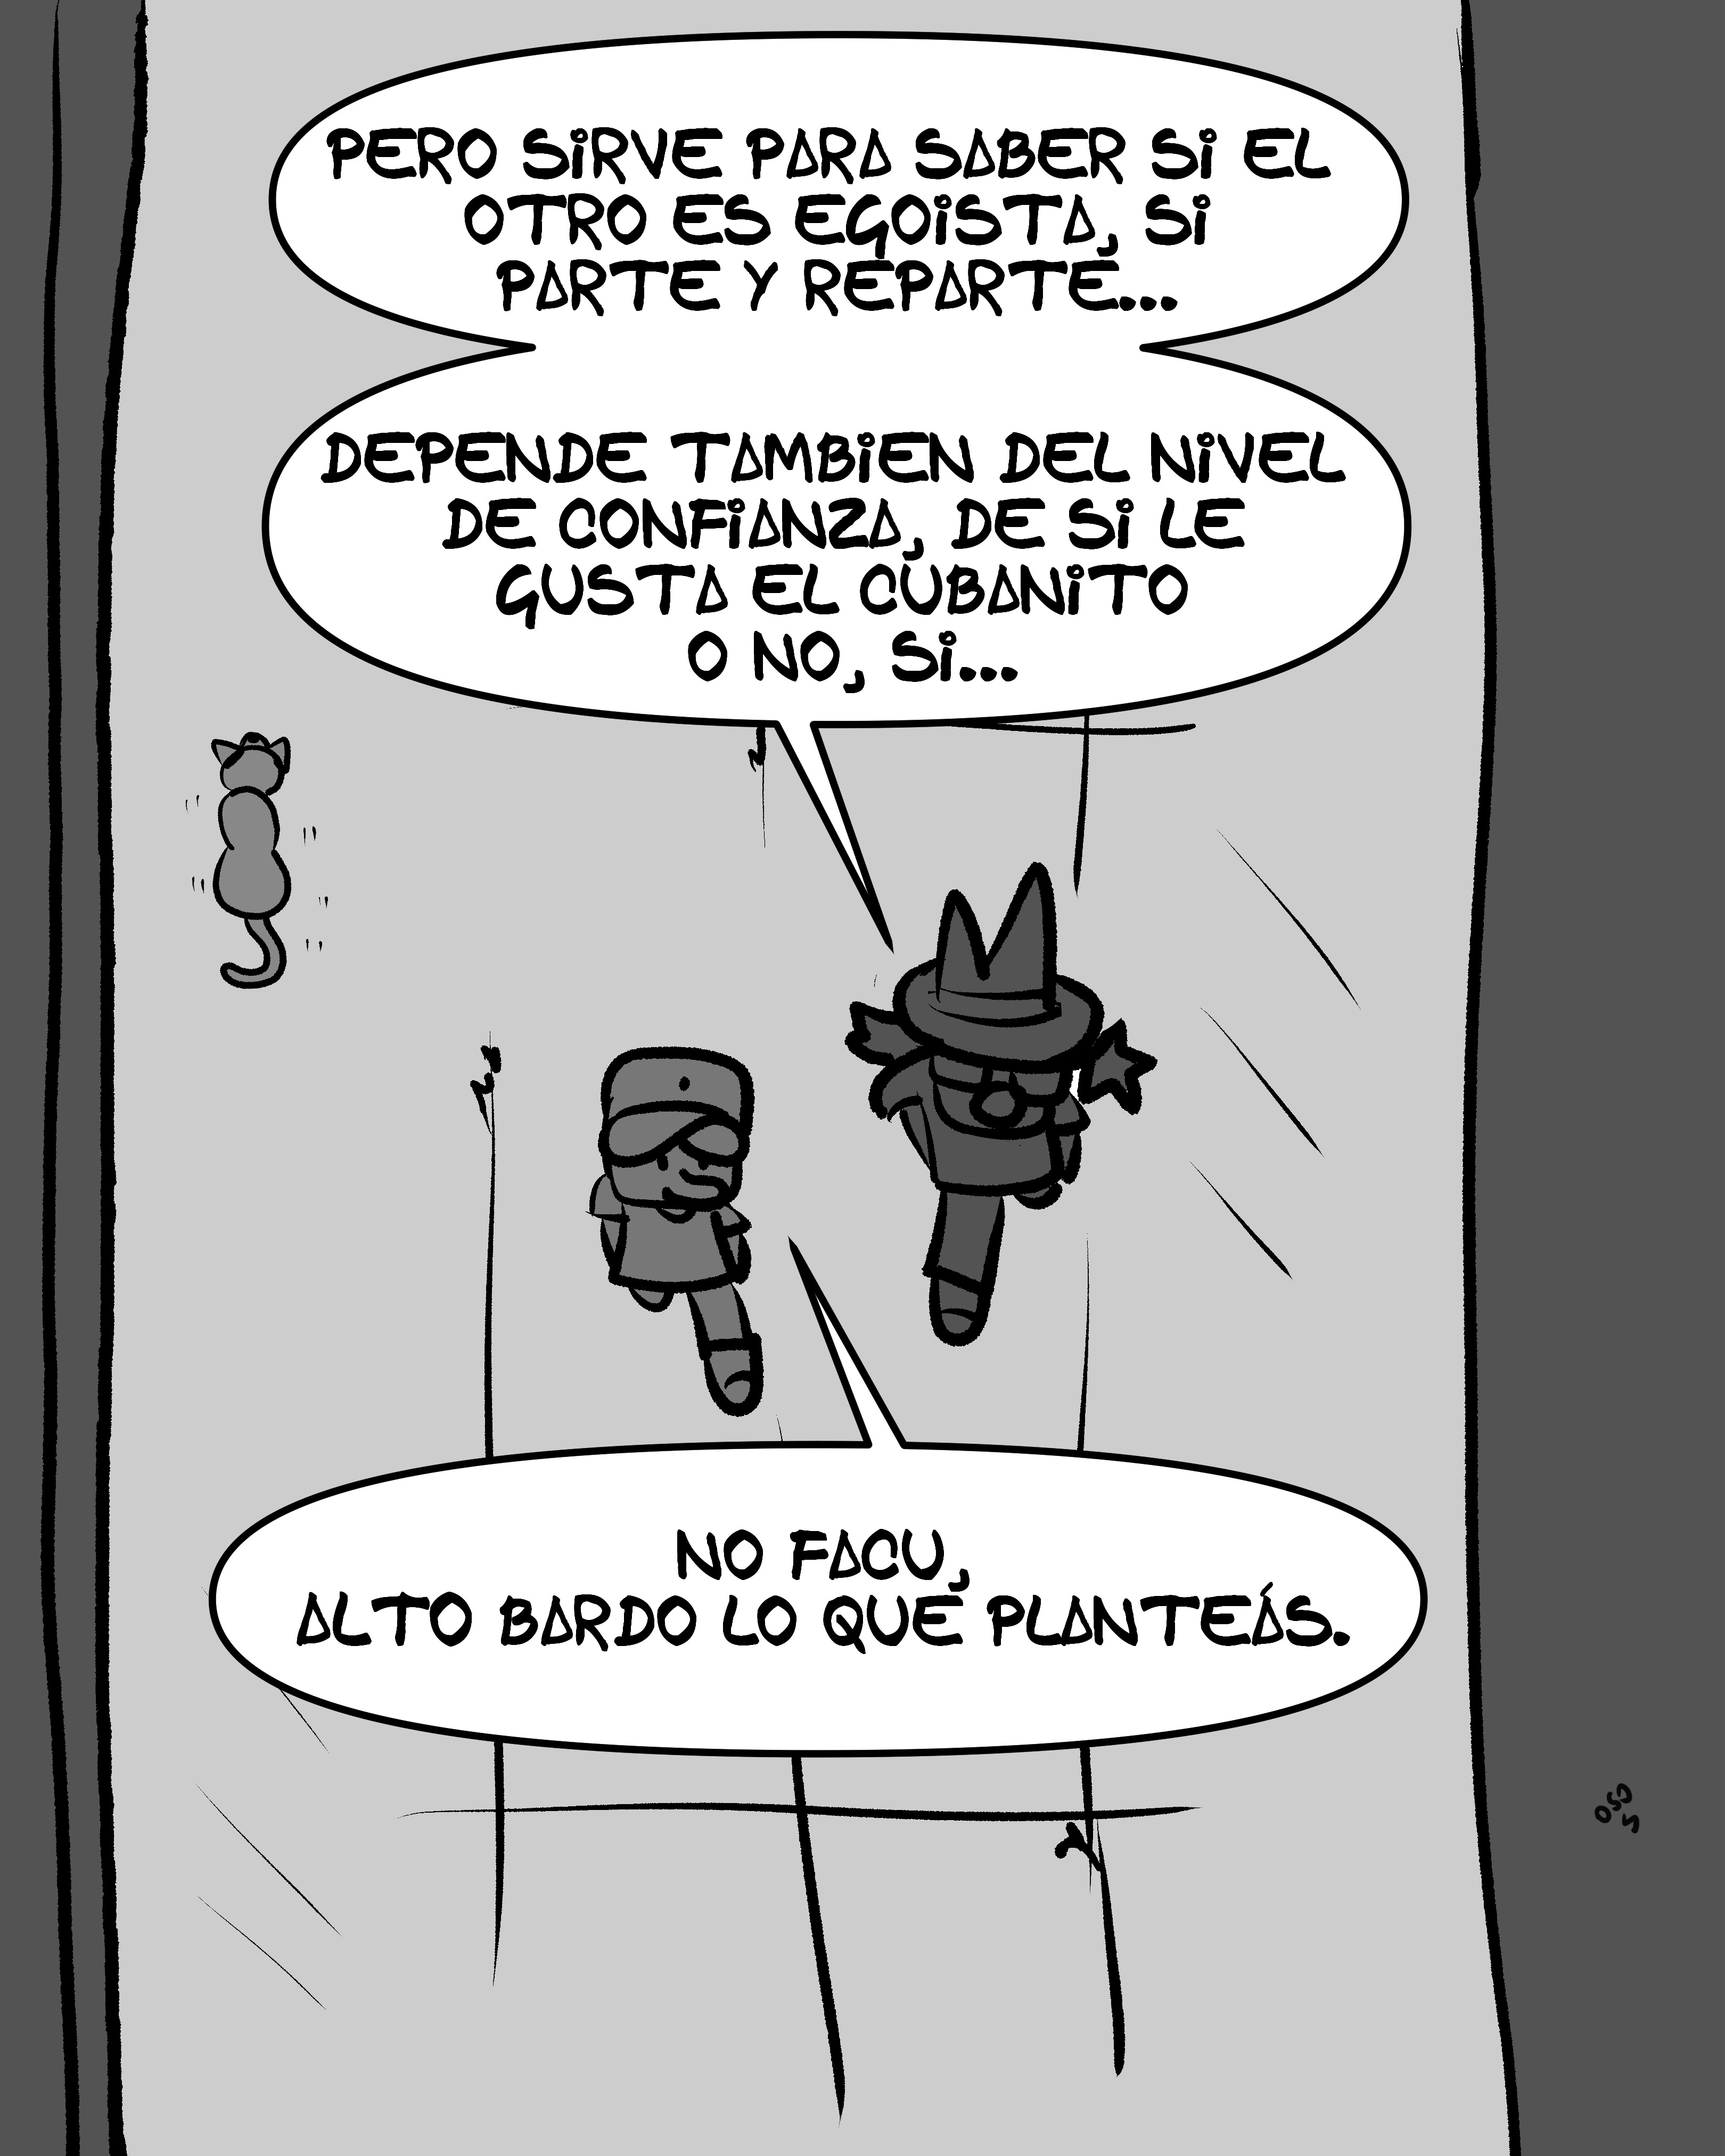 PERO SIRVE PARA SABER SI EL
OTRO ES EGOISTA, SI
PARTE Y REPARTE...
DEPENDE TAMBIEN DEL NIVEL
DE CONFIANZA, DE SI LE
GUSTA EL CUBANITO
O NO, SI...
NO FACU,
ALTO BARDO LO QUE PLANTEÁS.